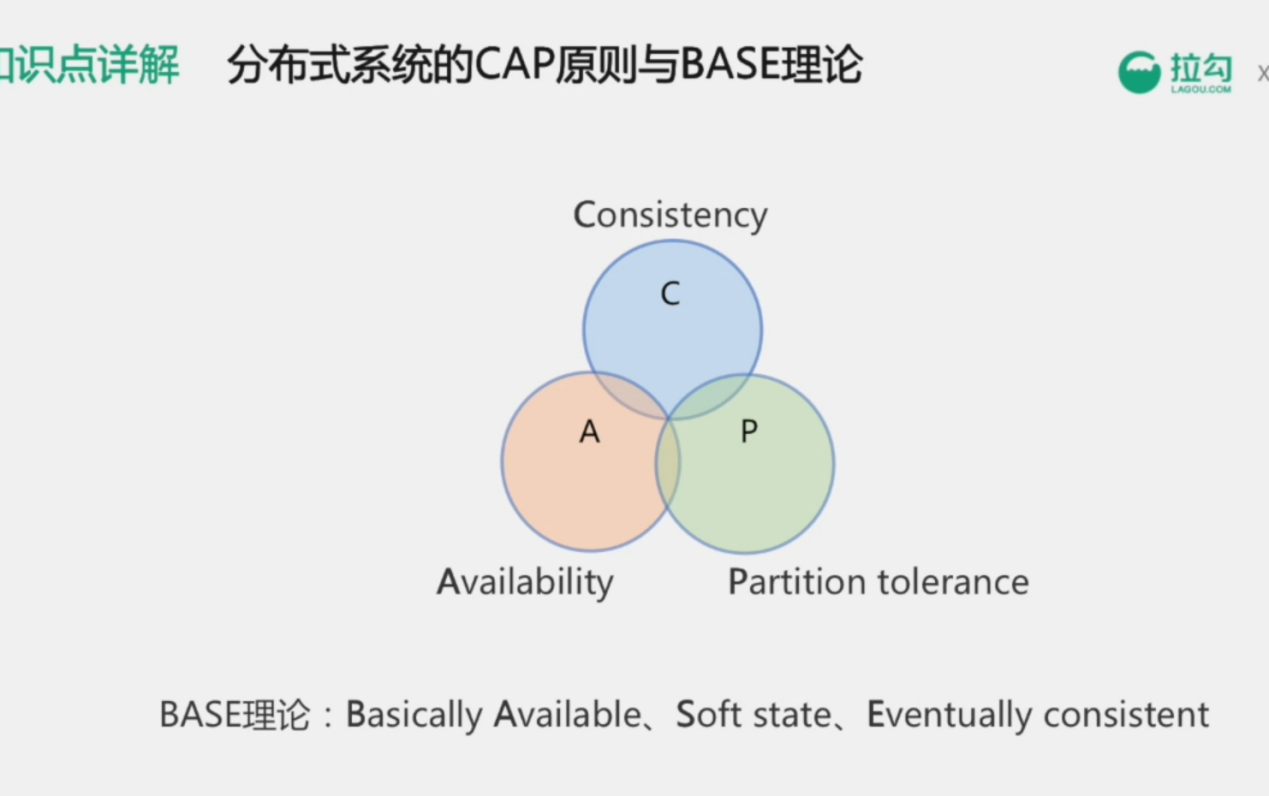 识点详解 分布式系统的CAP原则与BASE理论
拉勾
LAGOU.COM
x
Consistency
C
A
P
Availability Partition tolerance
BASE理论：Basically Available、Soft state、Eventually consistent